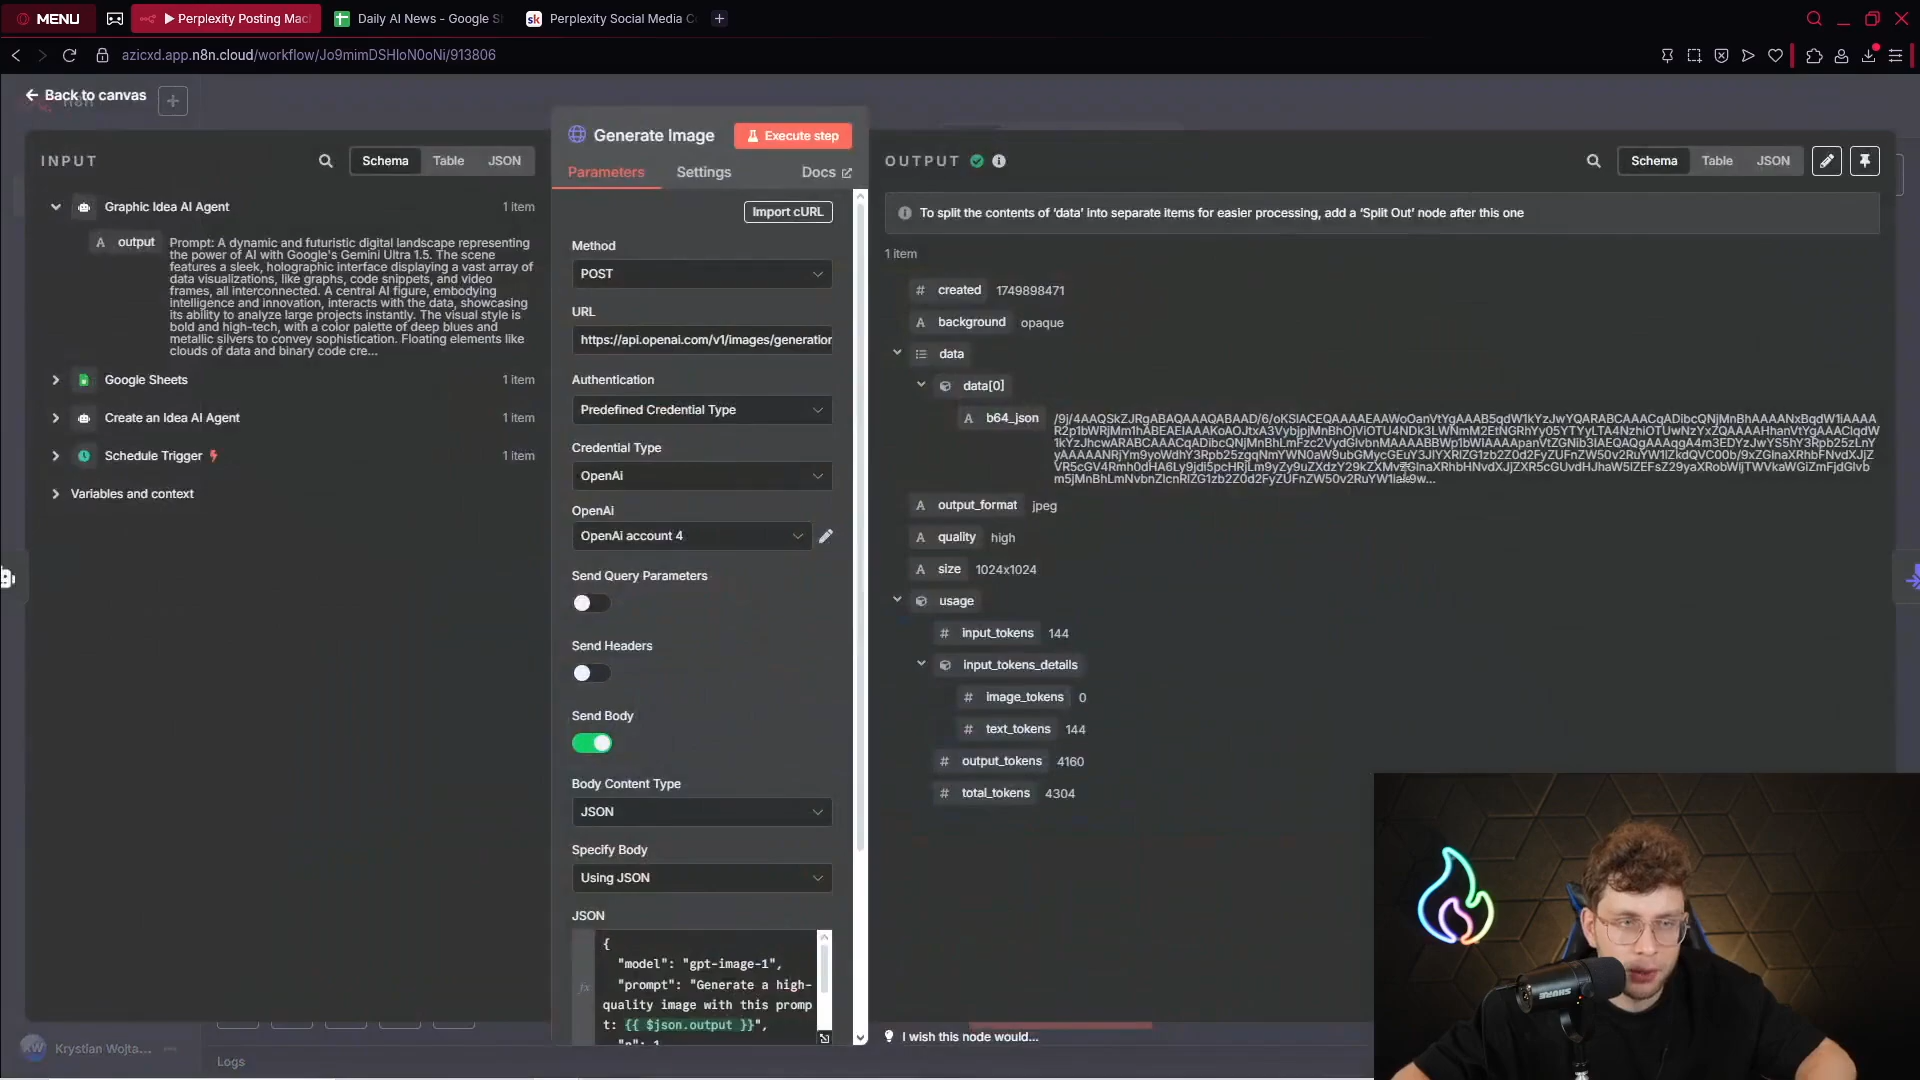 MENU
Perplexity Posting Mac
Daily AI News - Google S
Perplexity Social Media C
azicxd.app.n8n.cloud/workflow/Jo9mimDSHIoN0oNi/913806
Back to canvas
INPUT
Schema
Table
JSON
Graphic Idea AI Agent
1 item
output
Prompt: A dynamic and futuristic digital landscape representing
the power of AI with Google's Gemini Ultra 1.5. The scene
features a sleek, holographic interface displaying a vast array of
data visualizations, like graphs, code snippets, and video
frames, all interconnected. A central AI figure, embodying
intelligence and innovation, interacts with the data, showcasing
its ability to analyze large projects instantly. The visual style is
bold and high-tech, with a color palette of deep blues and
metallic silvers to convey sophistication. Floating elements like
clouds of data and binary code cre...
Google Sheets
1 item
Create an Idea AI Agent
1 item
Schedule Trigger
1 item
Variables and context
Generate Image
Execute step
Parameters
Settings
Docs
Import cURL
Method
POST
URL
https://api.openai.com/v1/images/generation
Authentication
Predefined Credential Type
Credential Type
OpenAi
OpenAi
OpenAi account 4
Send Query Parameters
Send Headers
Send Body
Body Content Type
JSON
Specify Body
Using JSON
JSON
{
"model": "gpt-image-1",
"prompt": "Generate a high-
quality image with this promp
t: {{ $json.output }}",
OUTPUT
Schema
Table
JSON
To split the contents of 'data' into separate items for easier processing, add a 'Split Out' node after this one
1 item
created 1749898471
background opaque
data
data[0]
b64_json
output_format jpeg
quality high
size 1024x1024
usage
input_tokens 144
input_tokens_details
image_tokens 0
text_tokens 144
output_tokens 4160
total_tokens 4304
I wish this node would...
KW
Krystian Wojta...
Logs
SHURE